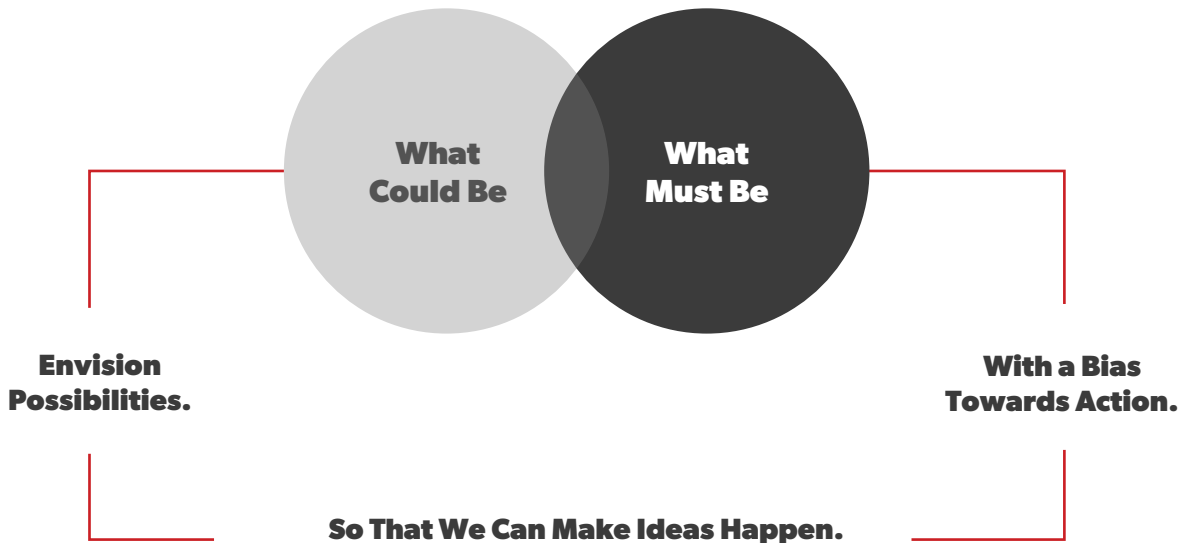 What
Could Be
What
Must Be
Envision
Possibilities.
With a Bias
Towards Action.
So That We Can Make Ideas Happen.